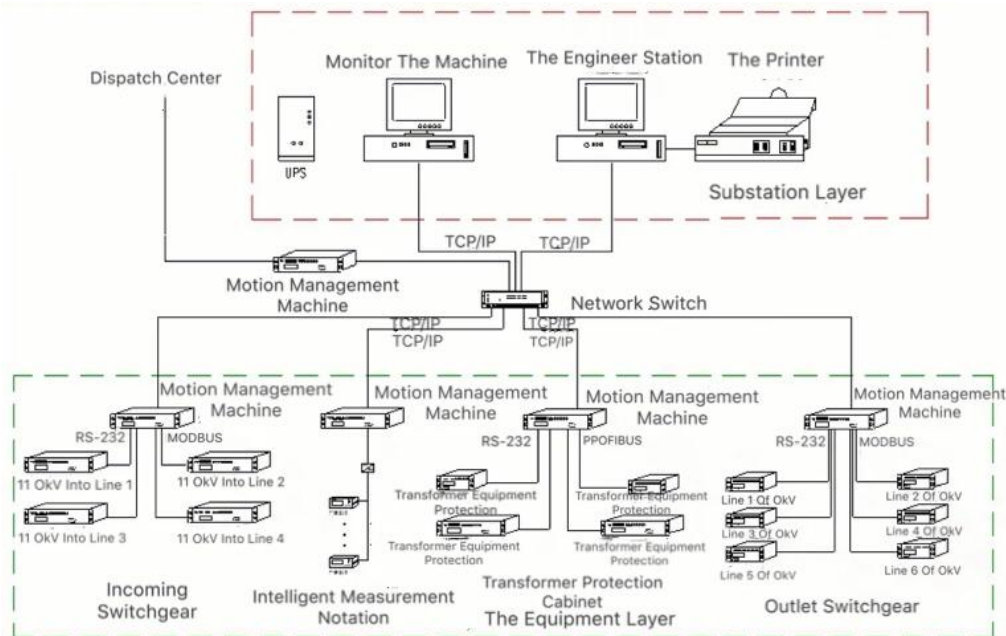 Dispatch Center
Monitor The Machine
The Engineer Station
The Printer
UPS
Substation Layer
TCP/IP
TCP/IP
Motion Management
Machine
Network Switch
TCP/IP
TCP/IP
TCP/IP
TCP/IP
Motion Management
Machine
Motion Management
Machine
Motion Management
Machine
Motion Management
Machine
RS-232
MODBUS
RS-232
PPOFIBUS
RS-232
MODBUS
11 OkV Into Line 1
11 OkV Into Line 2
11 OkV Into Line 3
11 OkV Into Line 4
Transformer Equipment
Protection
Transformer Equipment
Protection
Transformer Equipment
Protection
Transformer Equipment
Protection
Line 1 Of OkV
Line 2 Of OkV
Line 3 Of OkV
Line 4 Of OkV
Line 5 Of OkV
Line 6 Of OkV
Incoming
Switchgear
Intelligent Measurement
Notation
Transformer Protection
Cabinet
The Equipment Layer
Outlet Switchgear